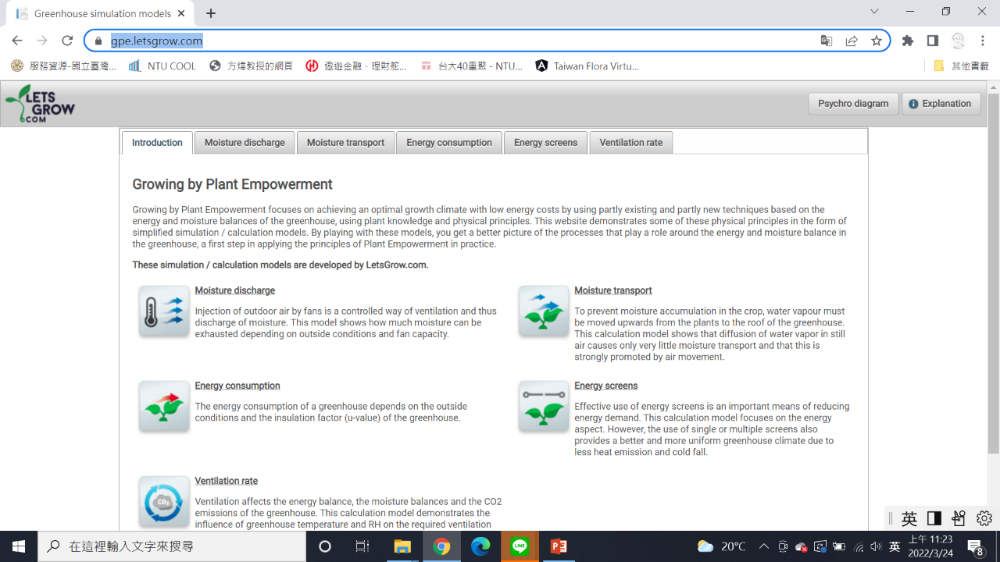 Greenhouse simulation models
gpe.letsgrow.com
服務資源-國立臺灣...
NTU COOL
方煒教授的網頁
遨遊金融、理財舵...
台大40重聚 - NTU...
Taiwan Flora Virtu...
其他書籤
LETS
GROW
COM
Psychro diagram
Explanation
Introduction
Moisture discharge
Moisture transport
Energy consumption
Energy screens
Ventilation rate
Growing by Plant Empowerment
Growing by Plant Empowerment focuses on achieving an optimal growth climate with low energy costs by using partly existing and partly new techniques based on the
energy and moisture balances of the greenhouse, using plant knowledge and physical principles. This website demonstrates some of these physical principles in the form of
simplified simulation / calculation models. By playing with these models, you get a better picture of the processes that play a role around the energy and moisture balance in
the greenhouse, a first step in applying the principles of Plant Empowerment in practice.
These simulation / calculation models are developed by LetsGrow.com.
Moisture discharge
Injection of outdoor air by fans is a controlled way of ventilation and thus
discharge of moisture. This model shows how much moisture can be
exhausted depending on outside conditions and fan capacity.
Moisture transport
To prevent moisture accumulation in the crop, water vapour must
be moved upwards from the plants to the roof of the greenhouse.
This calculation model shows that diffusion of water vapor in still
air causes only very little moisture transport and that this is
strongly promoted by air movement.
Energy consumption
The energy consumption of a greenhouse depends on the outside
conditions and the insulation factor (u-value) of the greenhouse.
Energy screens
Effective use of energy screens is an important means of reducing
energy demand. This calculation model focuses on the energy
aspect. However, the use of single or multiple screens also
provides a better and more uniform greenhouse climate due to
less heat emission and cold fall.
CO2
Ventilation rate
Ventilation affects the energy balance, the moisture balances and the CO2
emissions of the greenhouse. This calculation model demonstrates the
influence of greenhouse temperature and RH on the required ventilation
英
在這裡輸入文字來搜尋
LINE
20°C
英
上午 11:23
2022/3/24
8